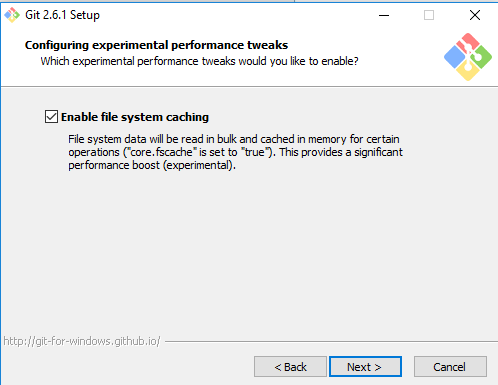 Git 2.6.1 Setup
Configuring experimental performance tweaks
Which experimental performance tweaks would you like to enable?
Enable file system caching
File system data will be read in bulk and cached in memory for certain
operations ("core.fscache" is set to "true"). This provides a significant
performance boost (experimental).
http://git-for-windows.github.io/
< Back
Next >
Cancel